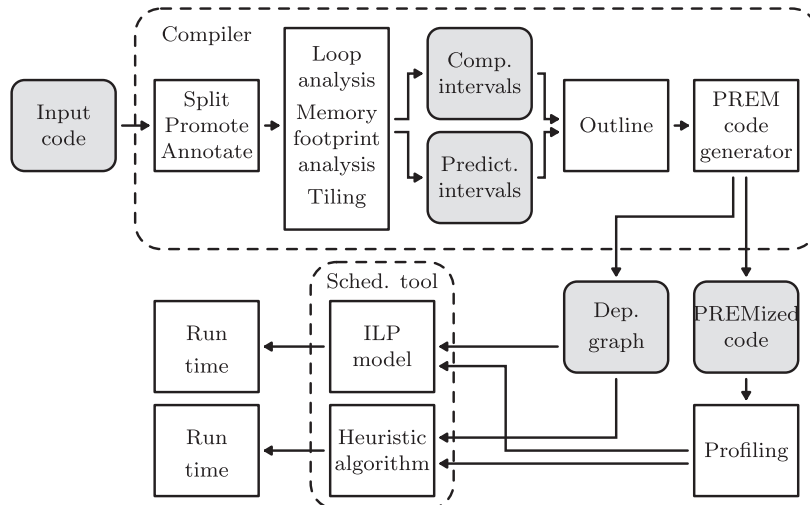 Compiler
Input
code
Split
Promote
Annotate
Loop
analysis
Memory
footprint
analysis
Tiling
Comp.
intervals
Predict.
intervals
Outline
PREM
code
generator
Sched. tool
Run
time
ILP
model
Dep.
graph
PREMized
code
Run
time
Heuristic
algorithm
Profiling